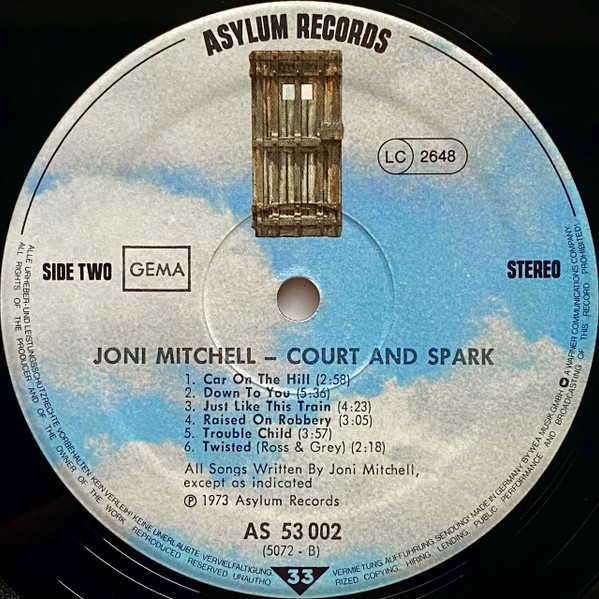 ASYLUM RECORDS
LC 2648
SIDE TWO
GEMA
STEREO
JONI MITCHELL – COURT AND SPARK
1. Car On The Hill (2:58)
2. Down To You (5:36)
3. Just Like This Train (4:23)
4. Raised On Robbery (3:05)
5. Trouble Child (3:57)
6. Twisted (Ross & Grey) (2:18)
All Songs Written By Joni Mitchell,
except as indicated
Ⓟ 1973 Asylum Records
AS 53 002
(5072 - B)
33
ALLE URHEBER-UND LEISTUNGSSCHUTZRECHTE VORBEHALTEN KEIN VERLEIH! KEINE UNERLAUBTE VERVIELFÄLTIGUNG, VERMIETUNG, AUFFÜHRUNG, SENDUNG! MADE IN GERMANY BY WEA MUSIK GMBH A WARNER COMMUNICATIONS COMPANY.
ALL RIGHTS OF THE PRODUCER AND OF THE OWNER OF THE WORK REPRODUCED RESERVED UNAUTHORIZED COPYING, HIRING, LENDING, PUBLIC PERFORMANCE AND BROADCASTING OF THIS RECORD PROHIBITED!